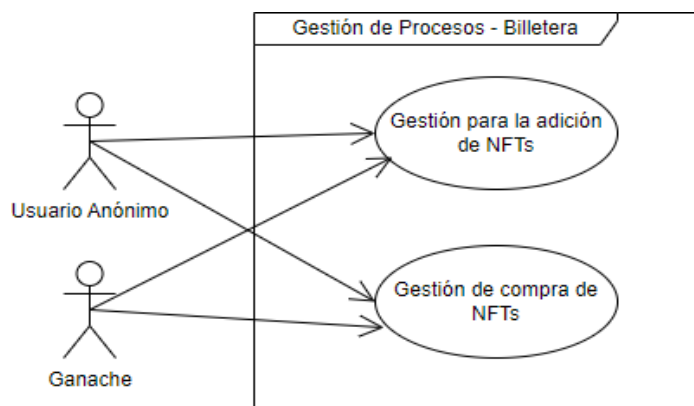 Gestión de Procesos - Billetera
Gestión para la adición
de NFTs
Usuario Anónimo
Gestión de compra de
NFTs
Ganache